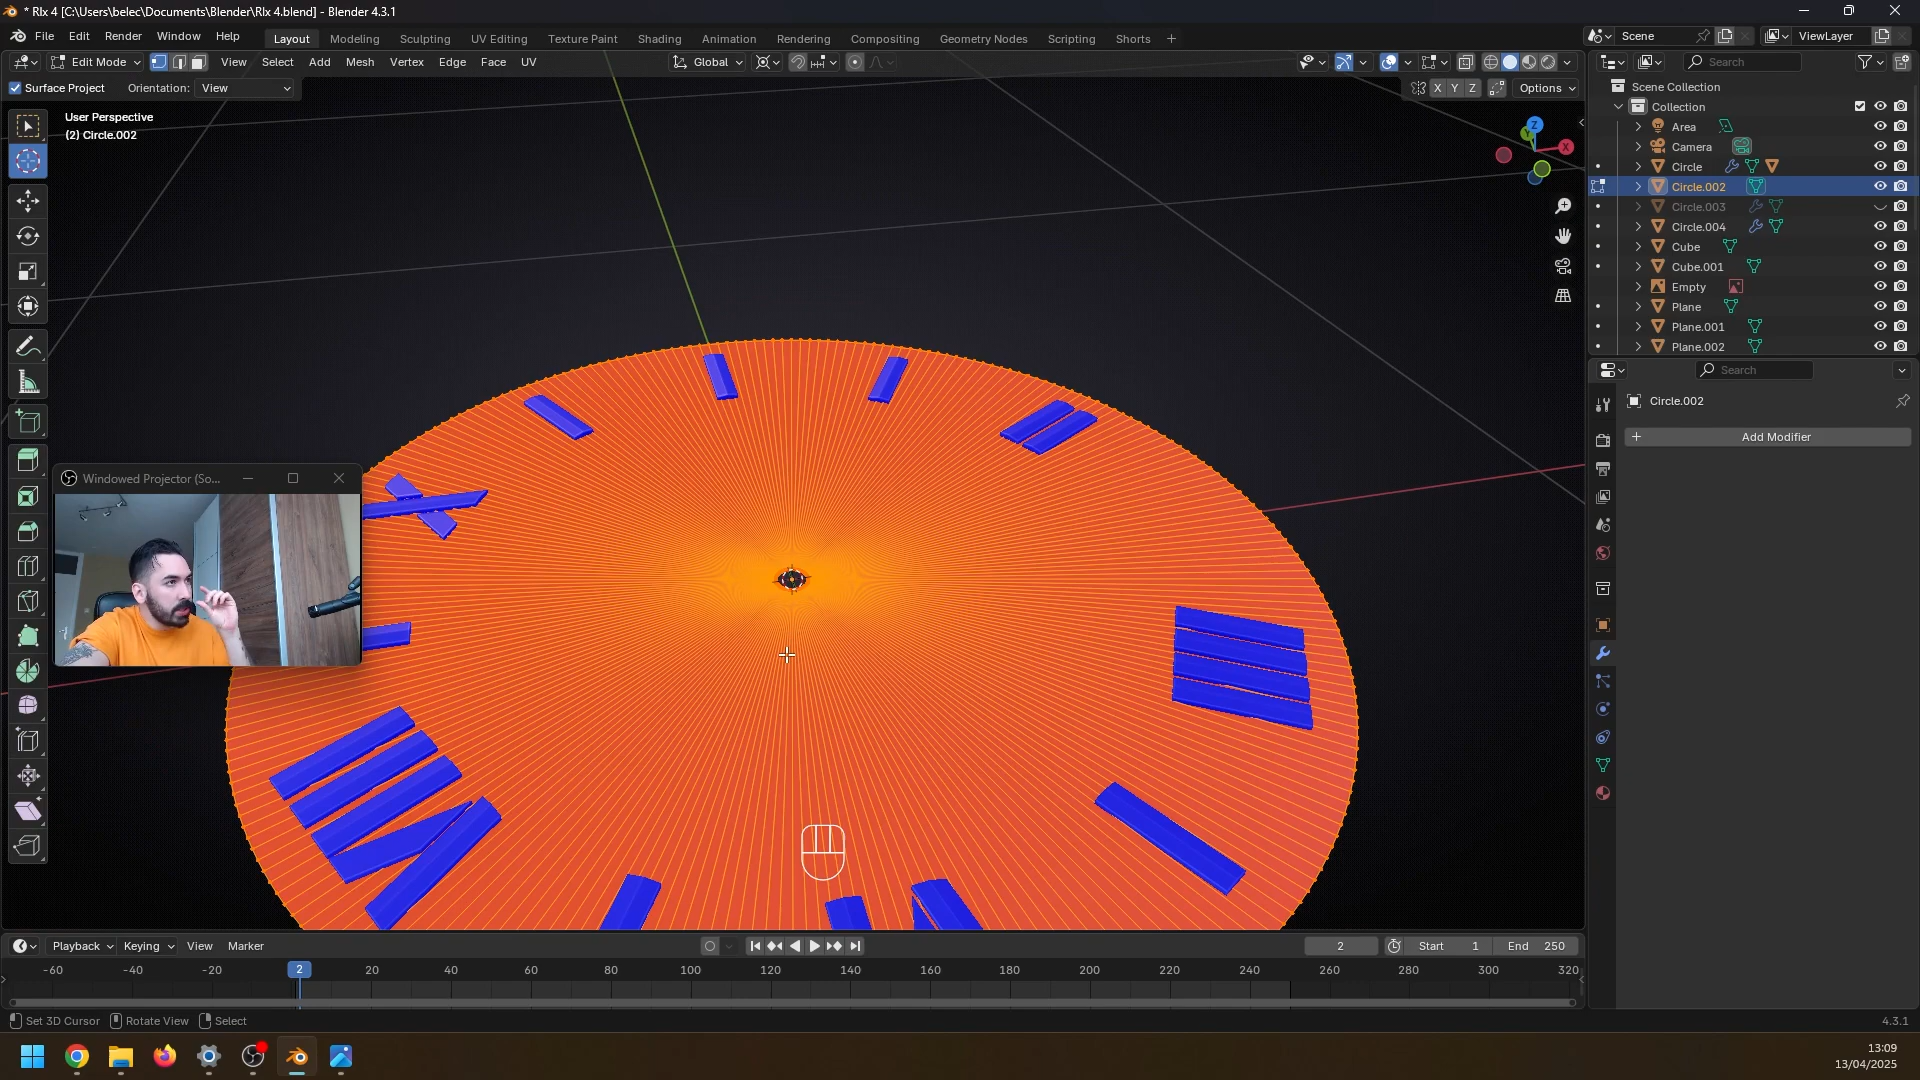 * Rlx 4 [C:\Users\belec\Documents\Blender\Rlx 4.blend] - Blender 4.3.1
File Edit Render Window Help Layout Modeling Sculpting UV Editing Texture Paint Shading Animation Rendering Compositing Geometry Nodes Scripting Shorts +
Scene ViewLayer
Edit Mode View Select Add Mesh Vertex Edge Face UV Global
Search
Surface Project Orientation: View
X Y Z Options
User Perspective
(2) Circle.002
Z
Y
X
Scene Collection
Collection
Area
Camera
Circle
Circle.002
Circle.003
Circle.004
Cube
Cube.001
Empty
Plane
Plane.001
Plane.002
Search
Circle.002
+ Add Modifier
Windowed Projector (So...
Playback Keying View Marker 2 Start 1 End 250
-60 -40 -20 2 20 40 60 80 100 120 140 160 180 200 220 240 260 280 300 320
Set 3D Cursor Rotate View Select 4.3.1
13:09
13/04/2025